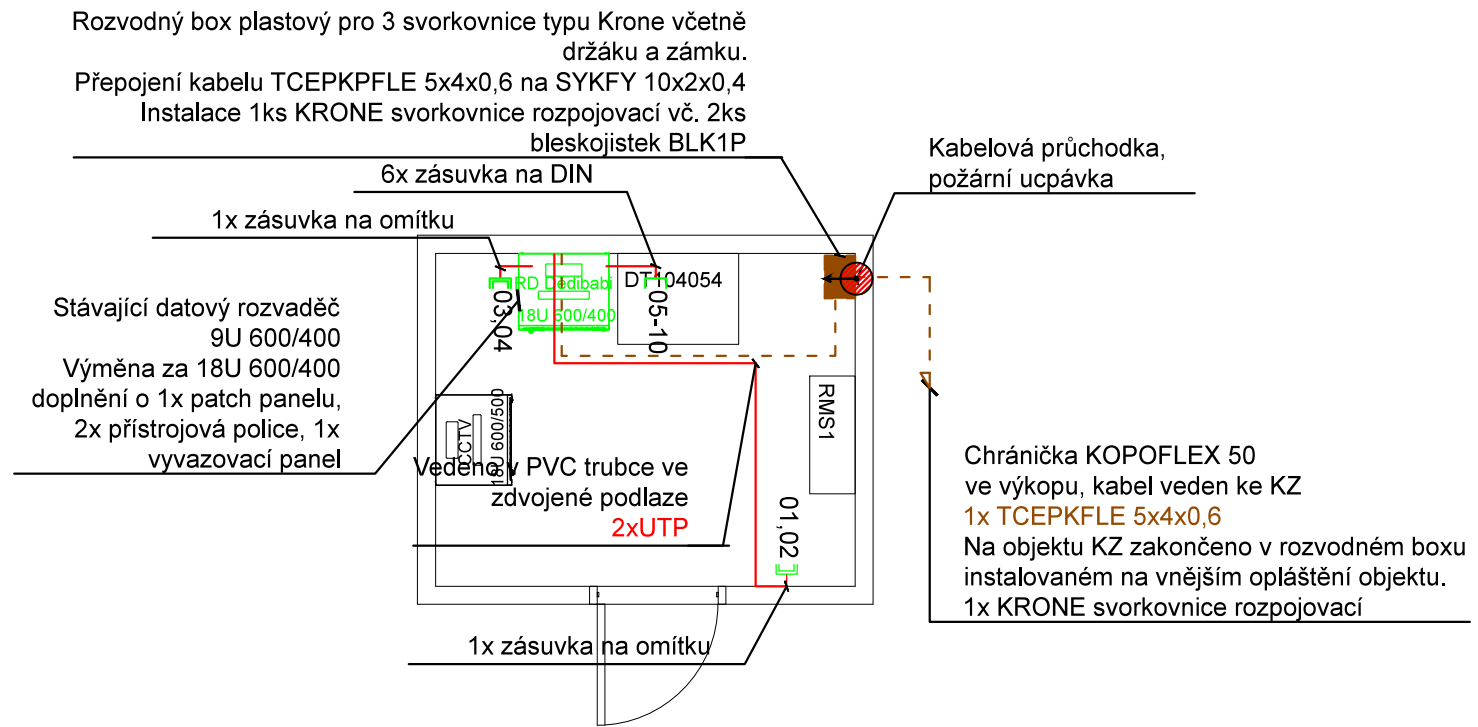 Rozvodný box plastový pro 3 svorkovnice typu Krone včetně
držáku a zámku.
Přepojení kabelu TCEPKPFLE 5x4x0,6 na SYKFY 10x2x0,4
Instalace 1ks KRONE svorkovnice rozpojovací vč. 2ks
bleskojistek BLK1P
Kabelová průchodka,
požární ucpávka
6x zásuvka na DIN
1x zásuvka na omítku
RD Dedibabi
18U 600/400
03,04
DT104054
05-10
Stávající datový rozvaděč
9U 600/400
Výměna za 18U 600/400
doplnění o 1x patch panelu,
2x přístrojová police, 1x
vyvazovací panel
CCTV
18U 600/500
RMS1
Vedeno v PVC trubce ve
zdvojené podlaze
2xUTP
01,02
Chránička KOPOFLEX 50
ve výkopu, kabel veden ke KZ
1x TCEPKFLE 5x4x0,6
Na objektu KZ zakončeno v rozvodném boxu
instalovaném na vnějším opláštění objektu.
1x KRONE svorkovnice rozpojovací
1x zásuvka na omítku